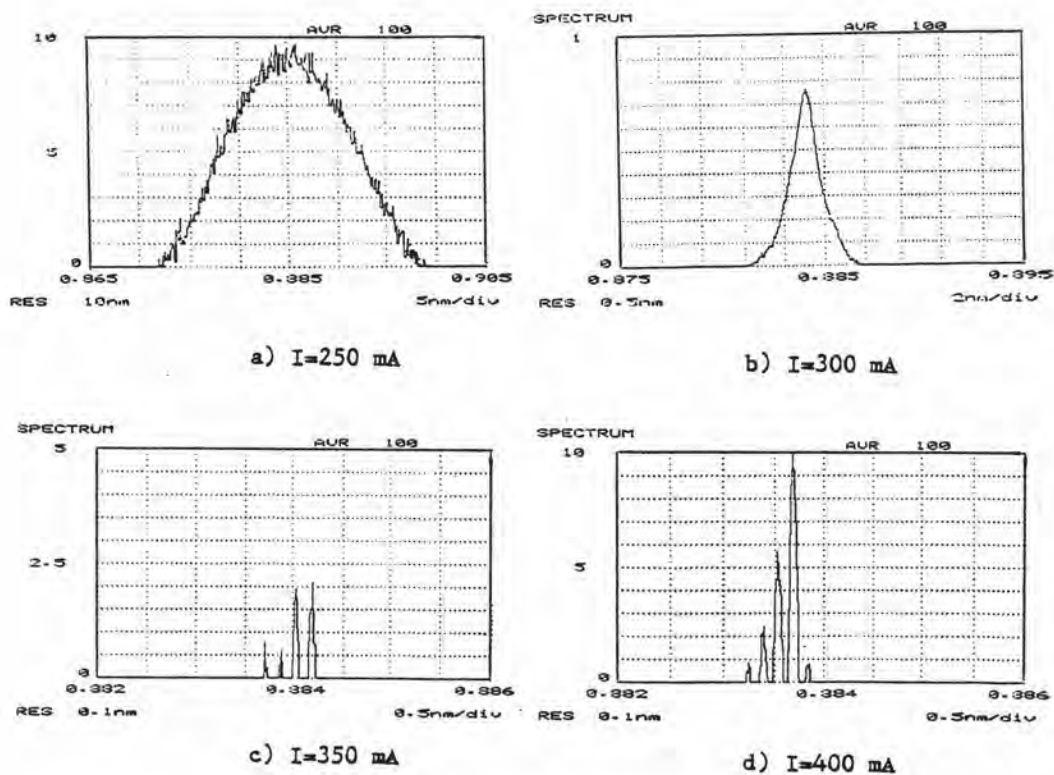 AVR 100
10
5
0
0.865 0.885 0.905
RES 10nm 5nm/div
a) I=250 mA
SPECTRUM
AVR 100
1
0
0.875 0.885 0.895
RES 0.5nm 2nm/div
b) I=300 mA
SPECTRUM
AVR 100
5
2.5
0
0.882 0.884 0.886
RES 0.1nm 0.5nm/div
c) I=350 mA
SPECTRUM
AVR 100
10
5
0
0.882 0.884 0.886
RES 0.1nm 0.5nm/div
d) I=400 mA